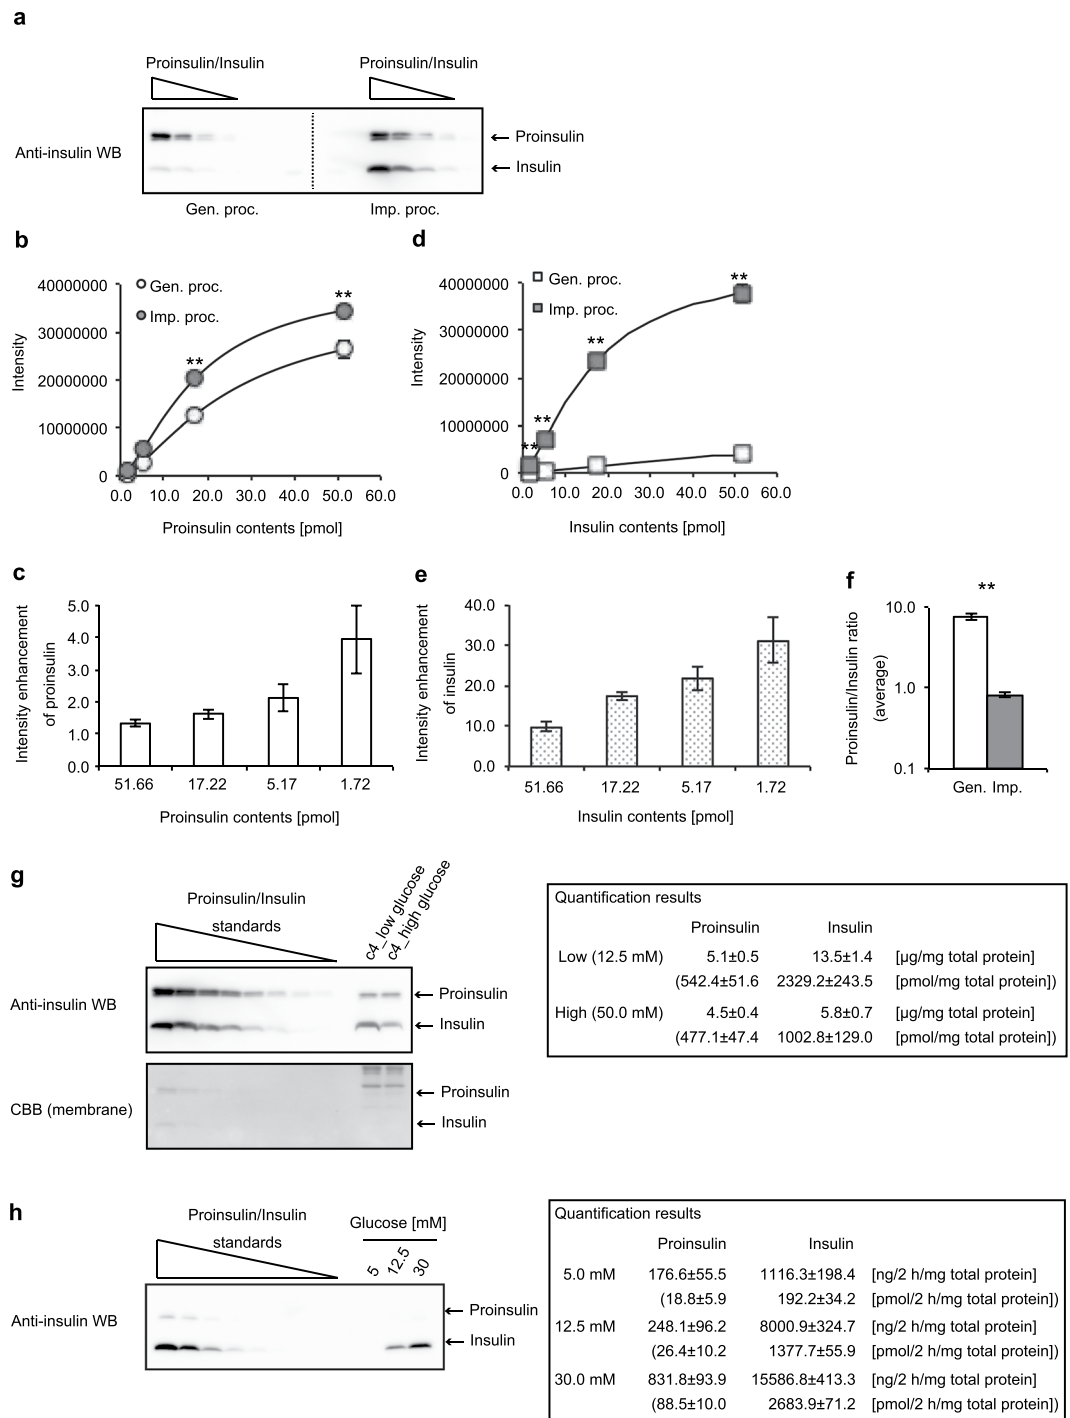 a
Proinsulin/Insulin Proinsulin/Insulin
Anti-insulin WB
← Proinsulin
← Insulin
Gen. proc. Imp. proc.
b
Gen. proc.
Imp. proc.
Intensity
40000000
30000000
20000000
10000000
0
** **
0.0 10.0 20.0 30.0 40.0 50.0 60.0
Proinsulin contents [pmol]
d
Gen. proc.
Imp. proc.
Intensity
40000000
30000000
20000000
10000000
0
** ** ** **
0.0 10.0 20.0 30.0 40.0 50.0 60.0
Insulin contents [pmol]
c
Intensity enhancement
of proinsulin
5.0
4.0
3.0
2.0
1.0
0.0
51.66 17.22 5.17 1.72
Proinsulin contents [pmol]
e
Intensity enhancement
of insulin
40.0
30.0
20.0
10.0
0.0
51.66 17.22 5.17 1.72
Insulin contents [pmol]
f
**
Proinsulin/Insulin ratio
(average)
10.0
1.0
0.1
Gen. Imp.
g
Proinsulin/Insulin
standards
c4_low glucose
c4_high glucose
Anti-insulin WB
← Proinsulin
← Insulin
CBB (membrane)
← Proinsulin
← Insulin
Quantification results
Proinsulin Insulin
Low (12.5 mM) 5.1±0.5 13.5±1.4 [µg/mg total protein]
(542.4±51.6 2329.2±243.5 [pmol/mg total protein])
High (50.0 mM) 4.5±0.4 5.8±0.7 [µg/mg total protein]
(477.1±47.4 1002.8±129.0 [pmol/mg total protein])
h
Proinsulin/Insulin
standards
Glucose [mM]
5 12.5 30
Anti-insulin WB
← Proinsulin
← Insulin
Quantification results
Proinsulin Insulin
5.0 mM 176.6±55.5 1116.3±198.4 [ng/2 h/mg total protein]
(18.8±5.9 192.2±34.2 [pmol/2 h/mg total protein])
12.5 mM 248.1±96.2 8000.9±324.7 [ng/2 h/mg total protein]
(26.4±10.2 1377.7±55.9 [pmol/2 h/mg total protein])
30.0 mM 831.8±93.9 15586.8±413.3 [ng/2 h/mg total protein]
(88.5±10.0 2683.9±71.2 [pmol/2 h/mg total protein])